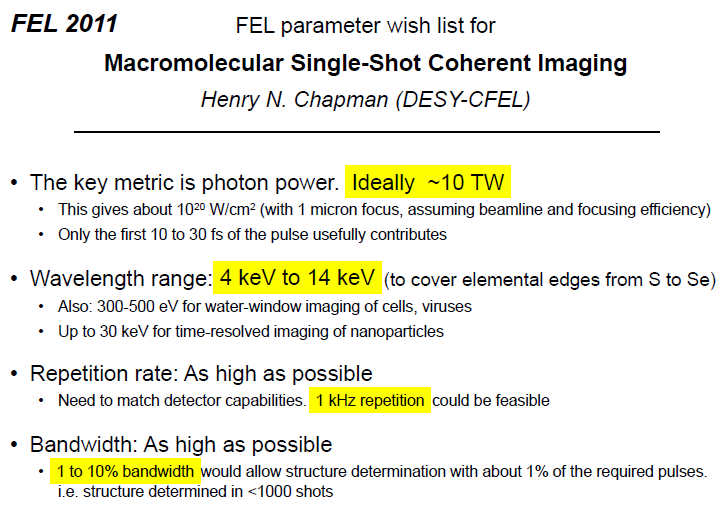 FEL 2011
FEL parameter wish list for
Macromolecular Single-Shot Coherent Imaging
Henry N. Chapman (DESY-CFEL)
• The key metric is photon power. Ideally ~10 TW
• This gives about 10²⁰ W/cm² (with 1 micron focus, assuming beamline and focusing efficiency)
• Only the first 10 to 30 fs of the pulse usefully contributes
• Wavelength range: 4 keV to 14 keV (to cover elemental edges from S to Se)
• Also: 300-500 eV for water-window imaging of cells, viruses
• Up to 30 keV for time-resolved imaging of nanoparticles
• Repetition rate: As high as possible
• Need to match detector capabilities. 1 kHz repetition could be feasible
• Bandwidth: As high as possible
• 1 to 10% bandwidth would allow structure determination with about 1% of the required pulses.
i.e. structure determined in <1000 shots